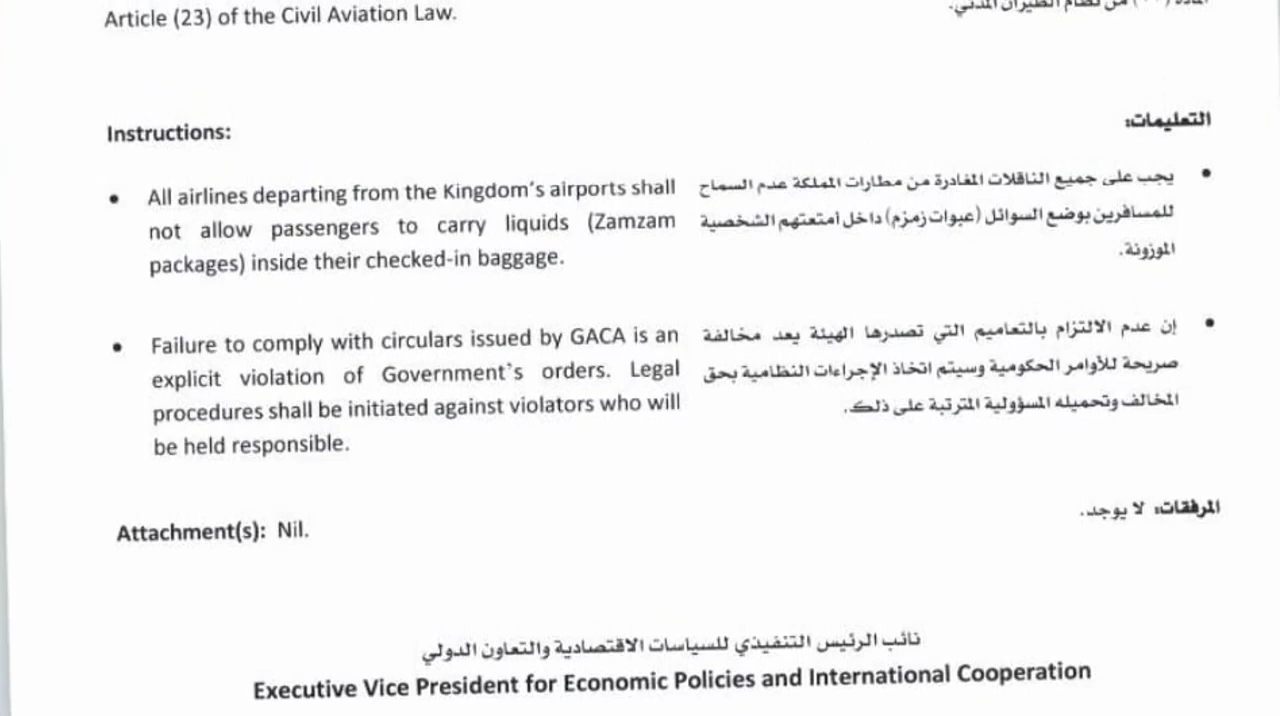 Article (23) of the Civil Aviation Law.
من نظام الطيران المدني.
Instructions:
التعليمات:
All airlines departing from the Kingdom's airports shall
not allow passengers to carry liquids (Zamzam
packages) inside their checked-in baggage.
يجب على جميع الناقلات المغادرة من مطارات المملكة عدم السماح
للمسافرين بوضع السوائل (عبوات زمزم) داخل أمتعتهم الشخصية
الموزونة.
Failure to comply with circulars issued by GACA is an
explicit violation of Government's orders. Legal
procedures shall be initiated against violators who will
be held responsible.
إن عدم الالتزام بالتعاميم التي تصدرها الهيئة يعد مخالفة
صريحة للأوامر الحكومية وسيتم اتخاذ الإجراءات النظامية بحق
المخالف وتحميله المسؤولية المترتبة على ذلك.
Attachment(s): Nil.
المرفقات: لا يوجد.
نائب الرئيس التنفيذي للسياسات الاقتصادية والتعاون الدولي
Executive Vice President for Economic Policies and International Cooperation